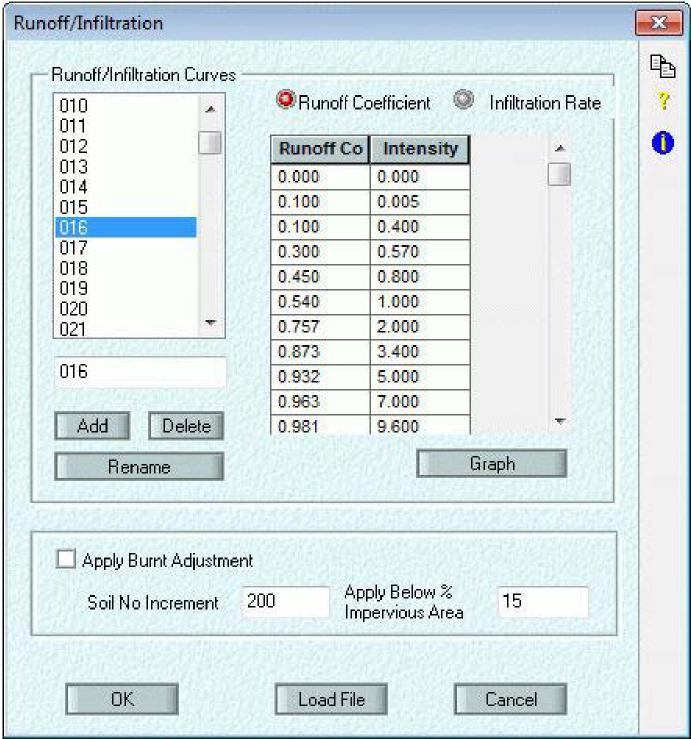 Runoff/Infiltration
Runoff/Infiltration Curves
010
011
012
013
014
015
016
017
018
019
020
021
016
Add Delete
Rename
Runoff Coefficient Infiltration Rate
Runoff Co Intensity
0.000 0.000
0.100 0.005
0.100 0.400
0.300 0.570
0.450 0.800
0.540 1.000
0.757 2.000
0.873 3.400
0.932 5.000
0.963 7.000
0.981 9.600
Graph
Apply Burnt Adjustment
Soil No Increment 200
Apply Below %
Impervious Area 15
OK Load File Cancel